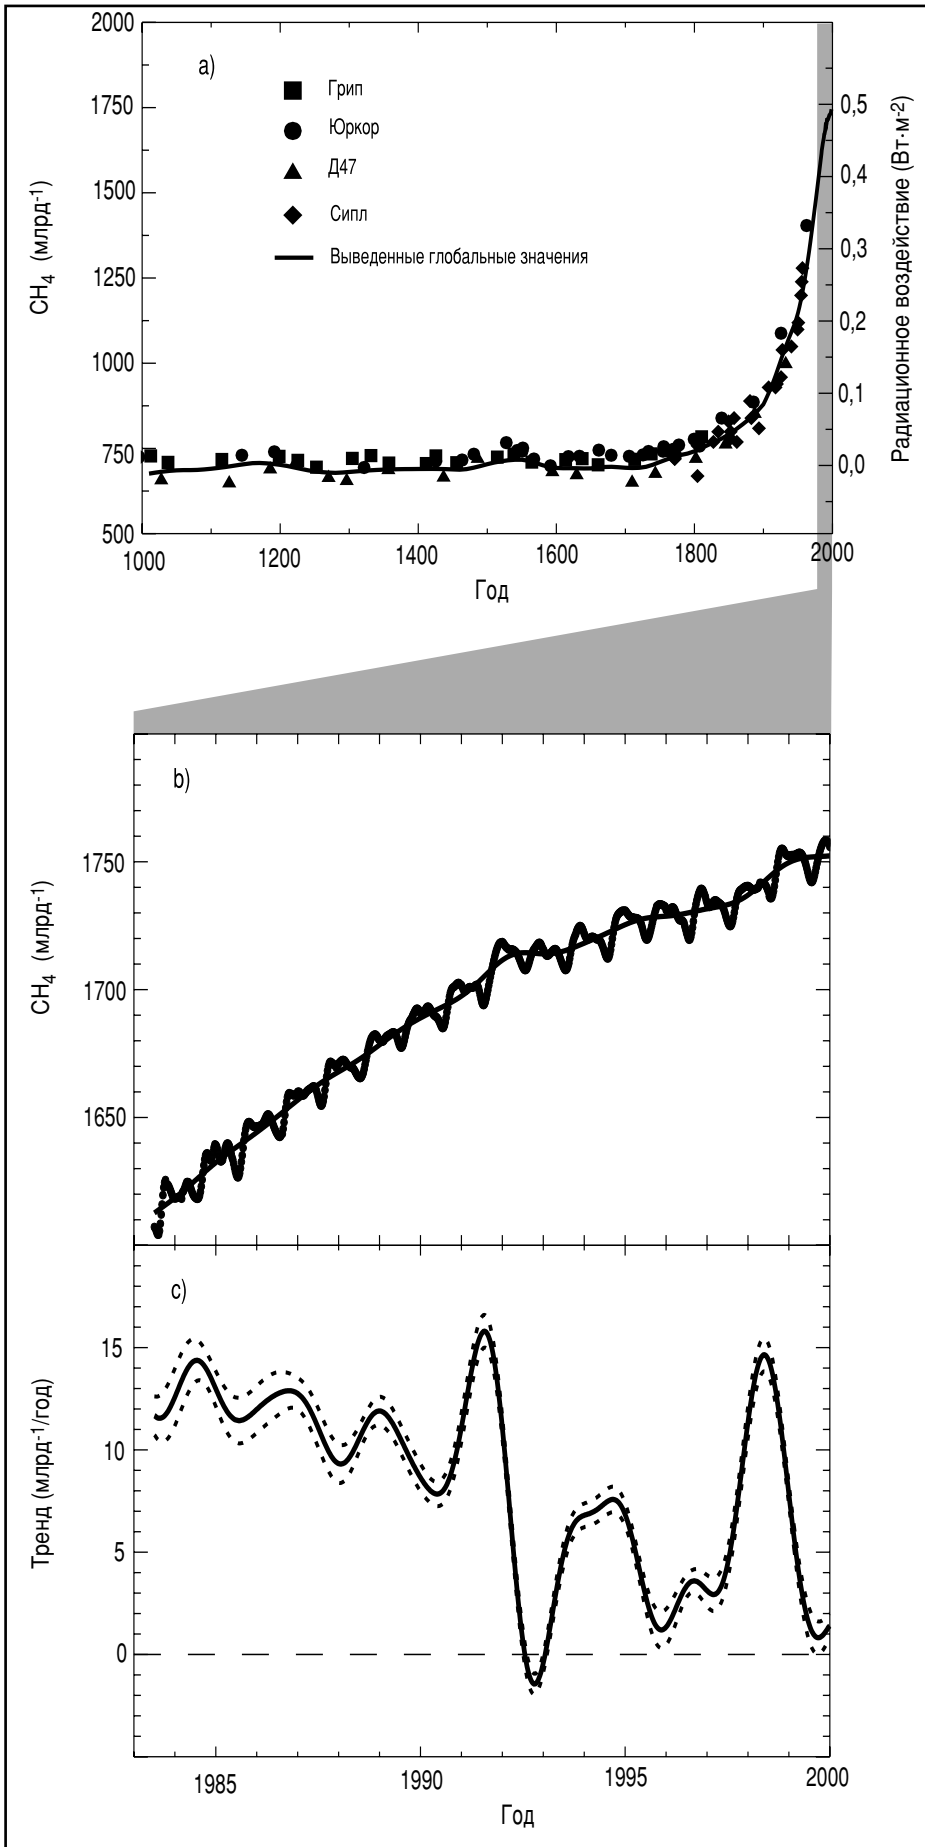 a)
Грип
Юркор
Д47
Сипл
Выведенные глобальные значения
CH4 (млрд-1)
2000
1750
1500
1250
1000
750
500
0,5
0,4
0,3
0,2
0,1
0,0
Радиационное воздействие (Вт·м-2)
1000 1200 1400 1600 1800 2000
Год
b)
CH4 (млрд-1)
1750
1700
1650
c)
Тренд (млрд-1/год)
15
10
5
0
1985 1990 1995 2000
Год